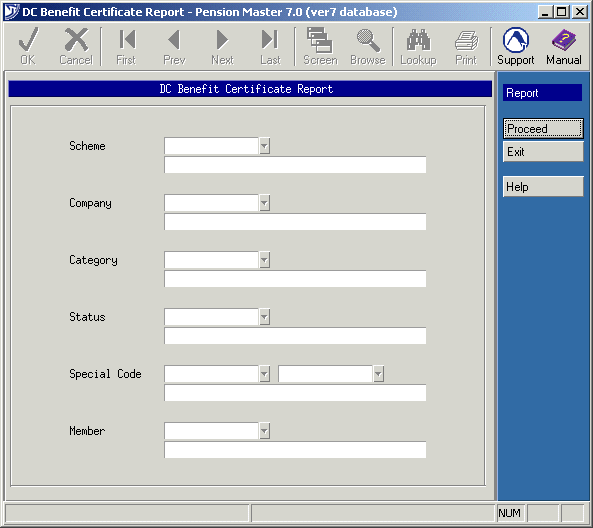 DC Benefit Certificate Report - Pension Master 7.0 (ver7 database)
OK Cancel First Prev Next Last Screen Browse Lookup Print Support Manual
DC Benefit Certificate Report
Report
Proceed
Exit
Help
Scheme
Company
Category
Status
Special Code
Member
NUM